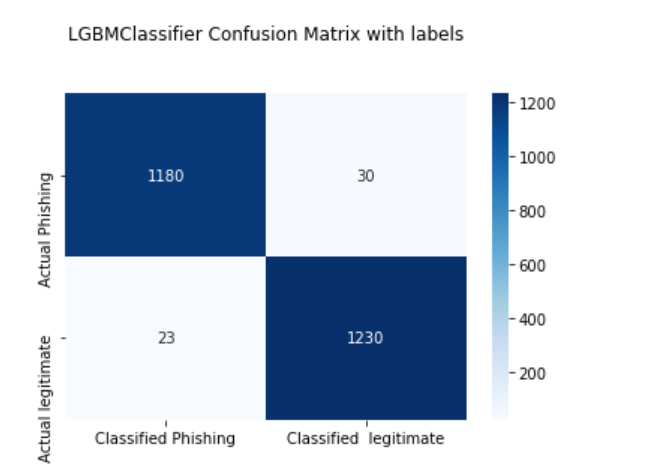 LGBMClassifier Confusion Matrix with labels
Actual Phishing
1180
30
1200
1000
800
600
400
200
Actual legitimate
23
1230
Classified Phishing
Classified  legitimate